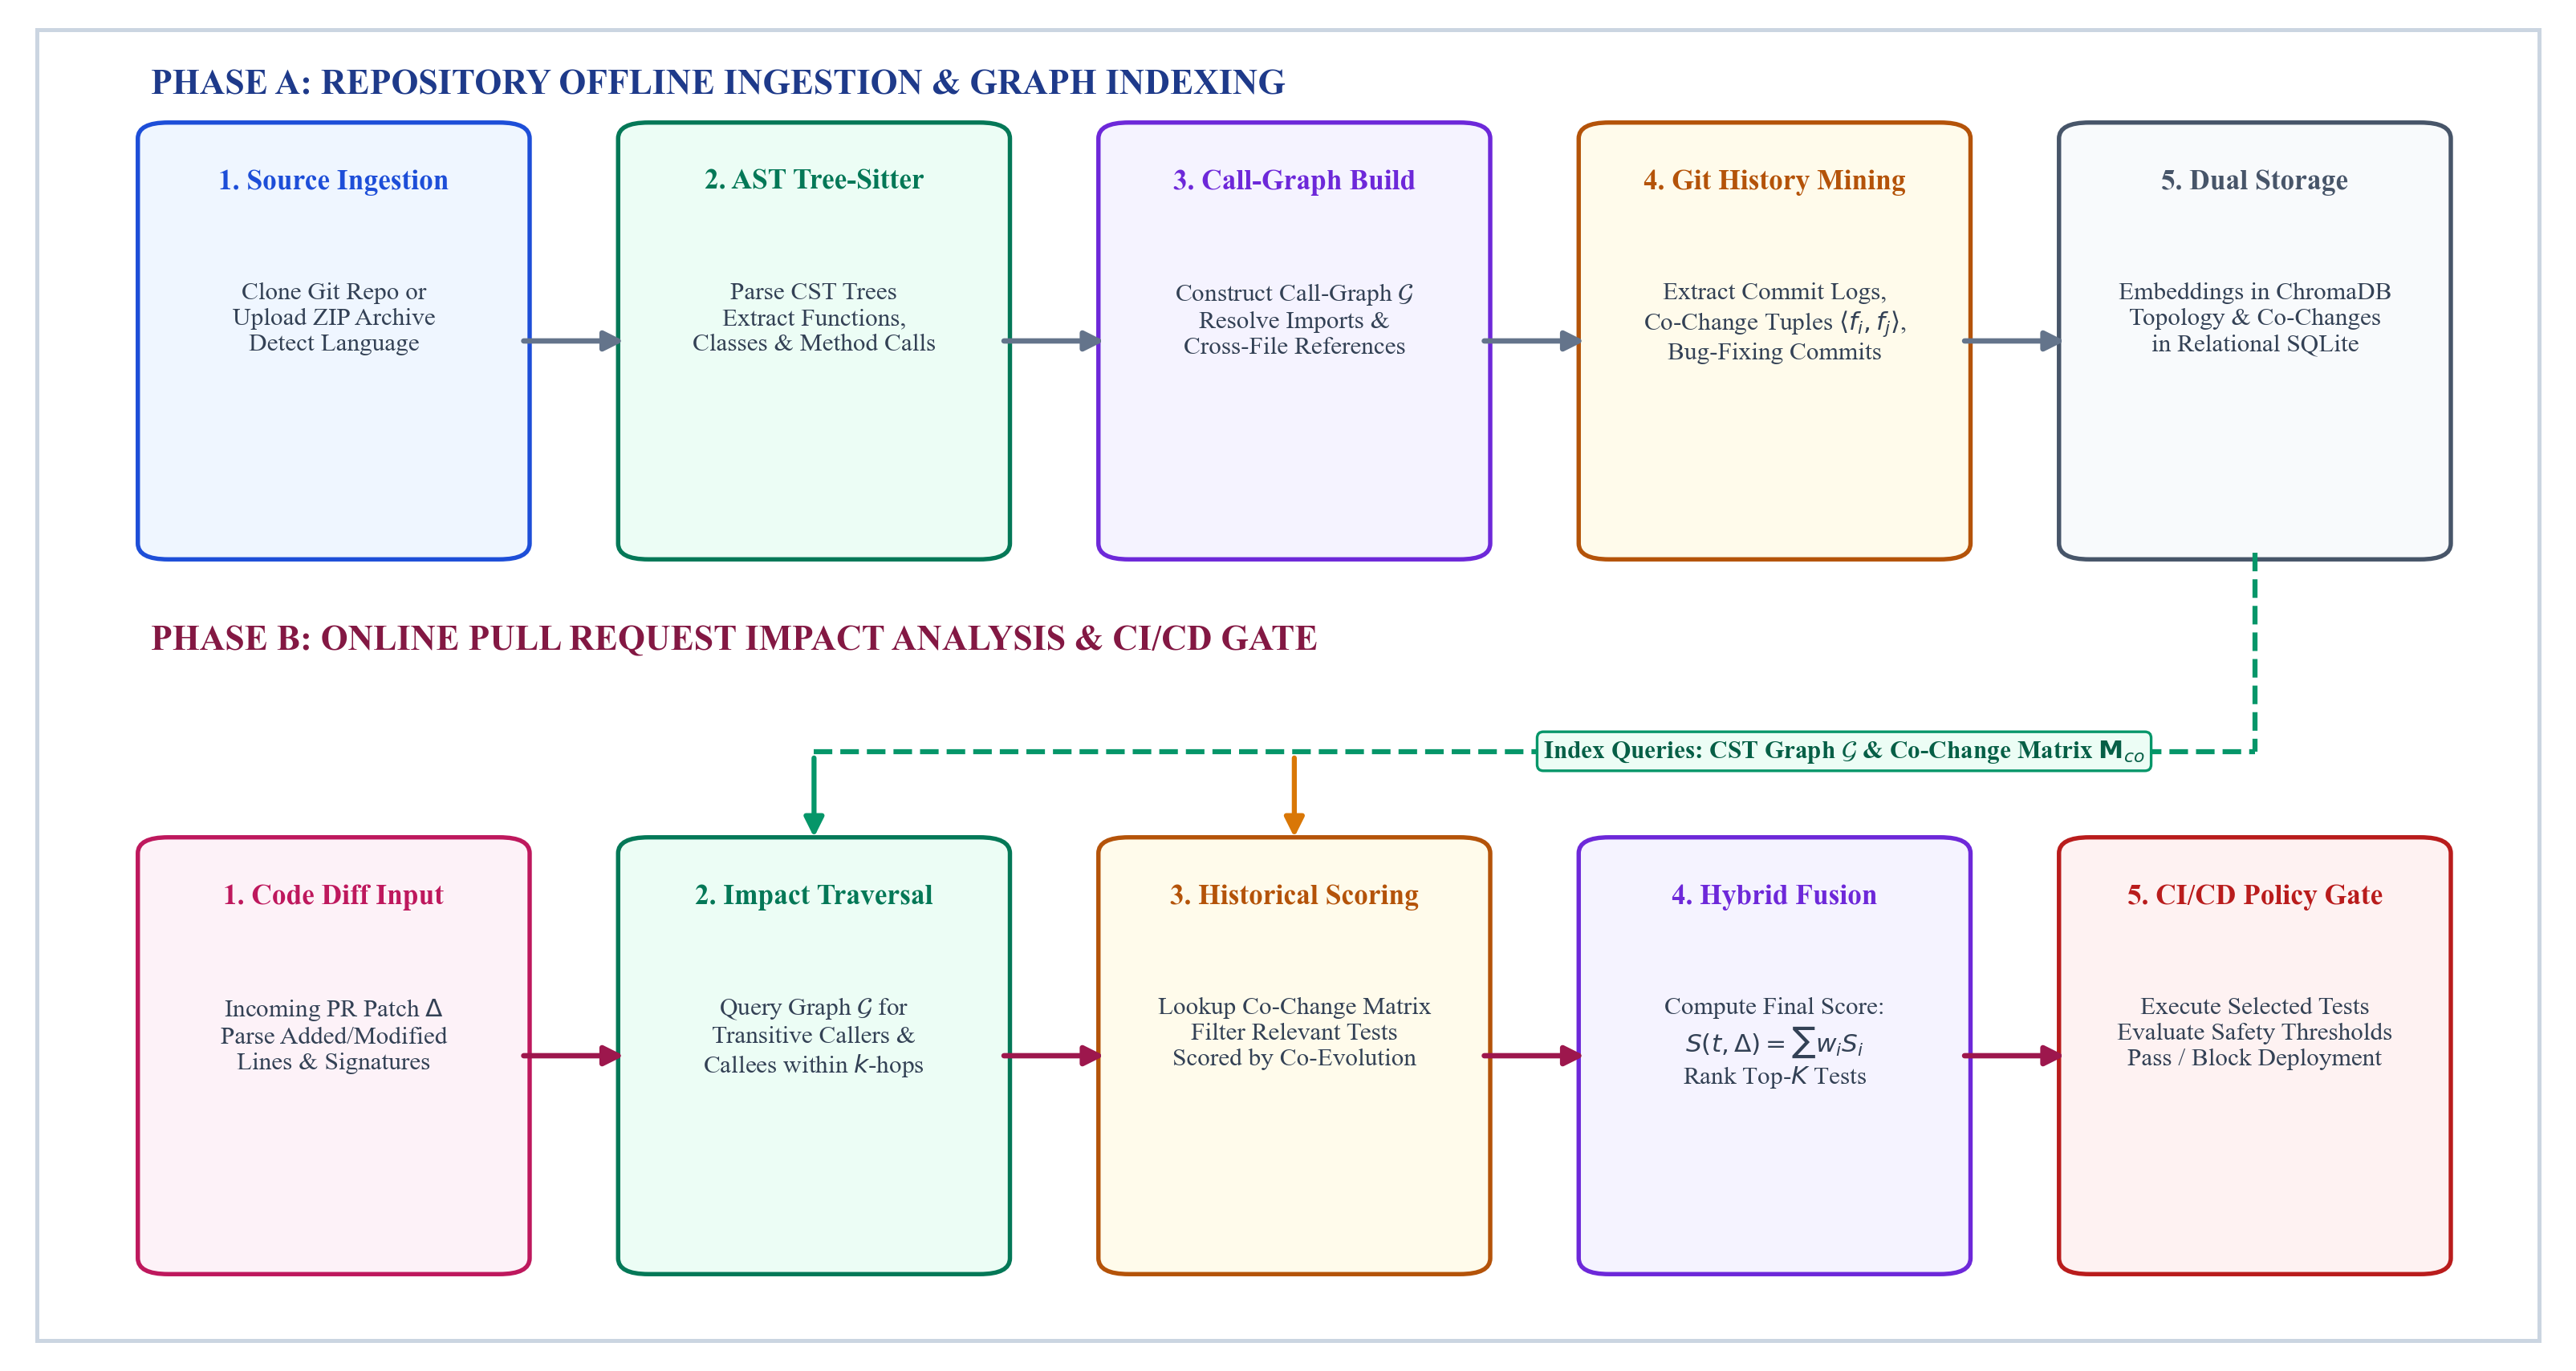 PHASE A: REPOSITORY OFFLINE INGESTION & GRAPH INDEXING
1. Source Ingestion
Clone Git Repo or
Upload ZIP Archive
Detect Language
2. AST Tree-Sitter
Parse CST Trees
Extract Functions,
Classes & Method Calls
3. Call-Graph Build
Construct Call-Graph 𝒢
Resolve Imports &
Cross-File References
4. Git History Mining
Extract Commit Logs,
Co-Change Tuples ⟨f_i, f_j⟩,
Bug-Fixing Commits
5. Dual Storage
Embeddings in ChromaDB
Topology & Co-Changes
in Relational SQLite
PHASE B: ONLINE PULL REQUEST IMPACT ANALYSIS & CI/CD GATE
Index Queries: CST Graph 𝒢 & Co-Change Matrix M_co
1. Code Diff Input
Incoming PR Patch Δ
Parse Added/Modified
Lines & Signatures
2. Impact Traversal
Query Graph 𝒢 for
Transitive Callers &
Callees within k-hops
3. Historical Scoring
Lookup Co-Change Matrix
Filter Relevant Tests
Scored by Co-Evolution
4. Hybrid Fusion
Compute Final Score:
S(t, Δ) = ∑ w_i S_i
Rank Top-K Tests
5. CI/CD Policy Gate
Execute Selected Tests
Evaluate Safety Thresholds
Pass / Block Deployment